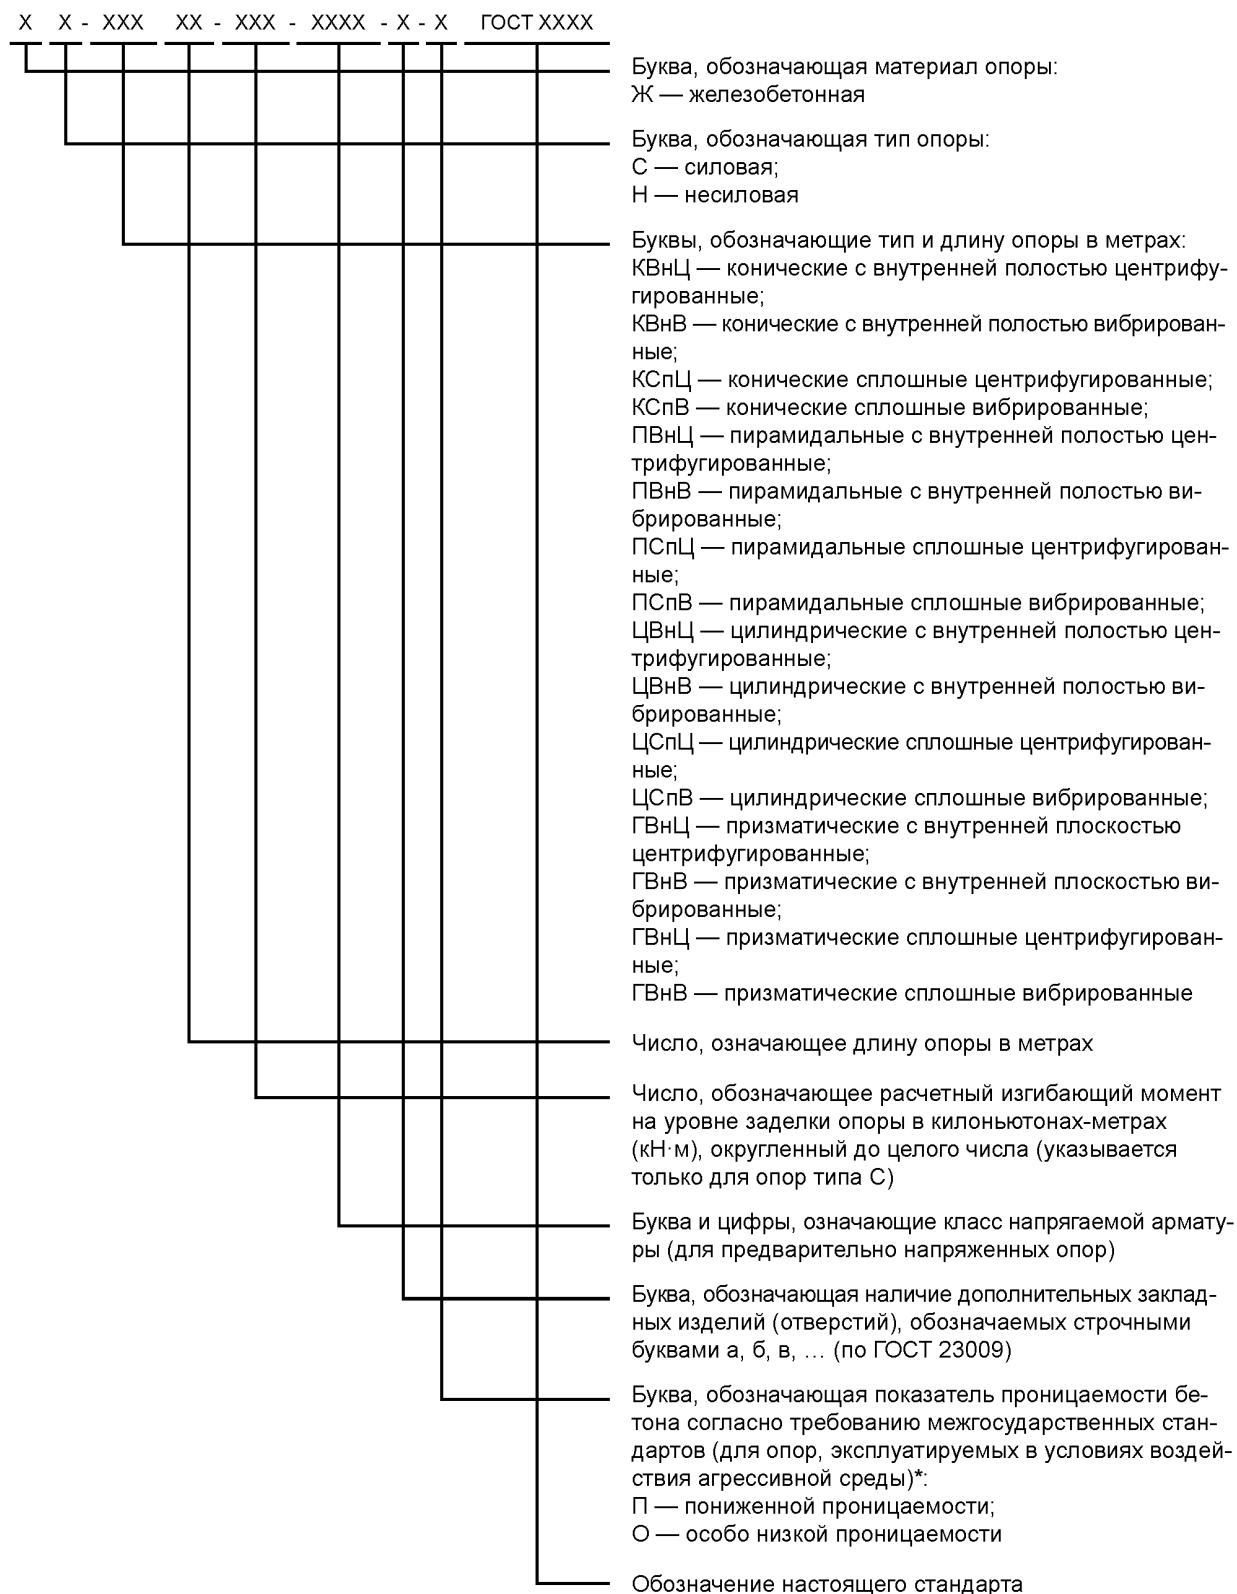 Х Х - ХХХ ХХ - ХХХ - ХХХХ - Х - Х ГОСТ ХХХХ
Буква, обозначающая материал опоры:
Ж — железобетонная
Буква, обозначающая тип опоры:
С — силовая;
Н — несиловая
Буквы, обозначающие тип и длину опоры в метрах:
КВнЦ — конические с внутренней полостью центрифу-
гированные;
КВнВ — конические с внутренней полостью вибрирован-
ные;
КСпЦ — конические сплошные центрифугированные;
КСпВ — конические сплошные вибрированные;
ПВнЦ — пирамидальные с внутренней полостью цен-
трифугированные;
ПВнВ — пирамидальные с внутренней полостью ви-
брированные;
ПСпЦ — пирамидальные сплошные центрифугирован-
ные;
ПСпВ — пирамидальные сплошные вибрированные;
ЦВнЦ — цилиндрические с внутренней полостью цен-
трифугированные;
ЦВнВ — цилиндрические с внутренней полостью ви-
брированные;
ЦСпЦ — цилиндрические сплошные центрифугирован-
ные;
ЦСпВ — цилиндрические сплошные вибрированные;
ГВнЦ — призматические с внутренней плоскостью
центрифугированные;
ГВнВ — призматические с внутренней плоскостью ви-
брированные;
ГВнЦ — призматические сплошные центрифугирован-
ные;
ГВнВ — призматические сплошные вибрированные
Число, означающее длину опоры в метрах
Число, обозначающее расчетный изгибающий момент
на уровне заделки опоры в килоньютонах-метрах
(кН·м), округленный до целого числа (указывается
только для опор типа С)
Буква и цифры, означающие класс напрягаемой армату-
ры (для предварительно напряженных опор)
Буква, обозначающая наличие дополнительных заклад-
ных изделий (отверстий), обозначаемых строчными
буквами а, б, в, … (по ГОСТ 23009)
Буква, обозначающая показатель проницаемости бе-
тона согласно требованию межгосударственных стан-
дартов (для опор, эксплуатируемых в условиях воздей-
ствия агрессивной среды)*:
П — пониженной проницаемости;
О — особо низкой проницаемости
Обозначение настоящего стандарта